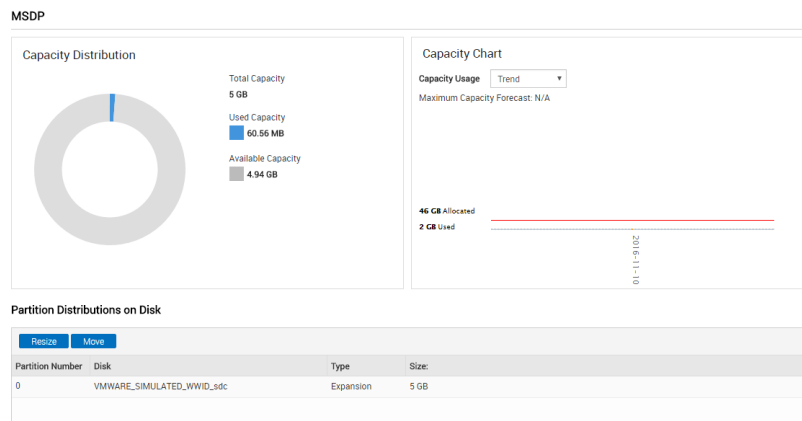 MSDP
Capacity Distribution
Total Capacity
5 GB
Used Capacity
60.56 MB
Available Capacity
4.94 GB
Capacity Chart
Capacity Usage Trend
Maximum Capacity Forecast: N/A
46 GB Allocated
2 GB Used
2016-11-10
Partition Distributions on Disk
Resize Move
Partition Number Disk Type Size:
0 VMWARE_SIMULATED_WWID_sdc Expansion 5 GB